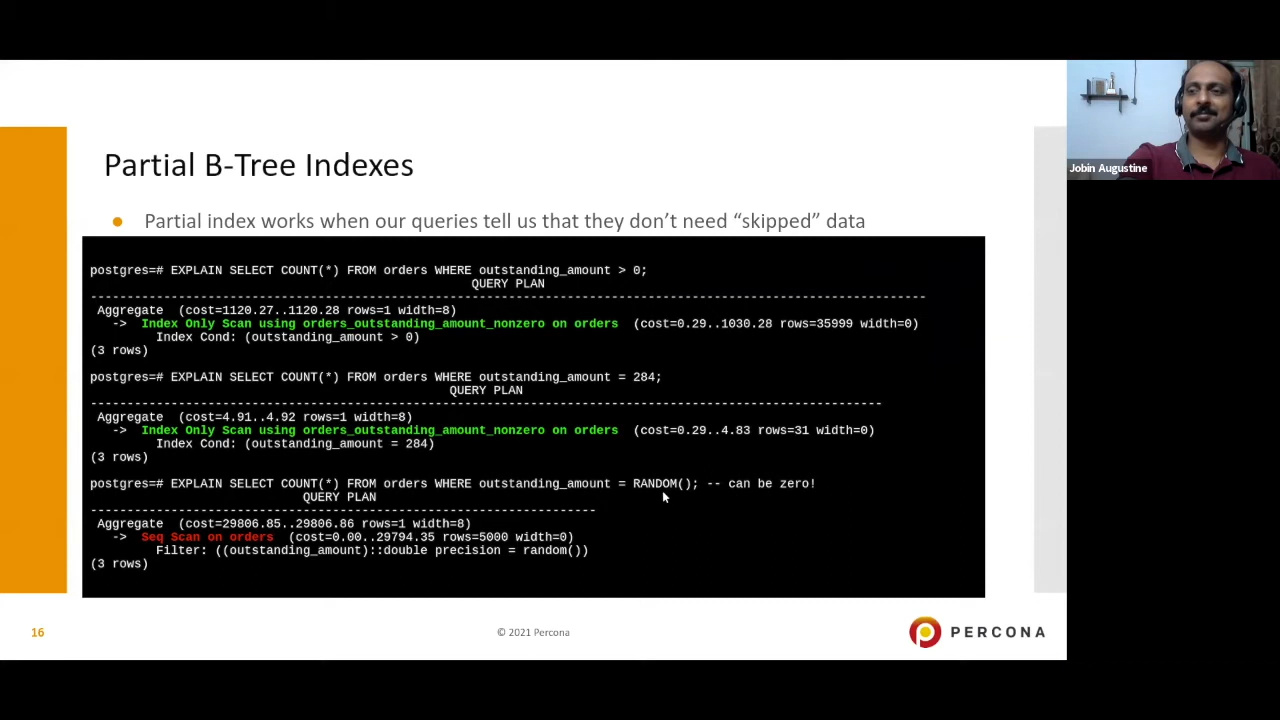 Partial B-Tree Indexes
● Partial index works when our queries tell us that they don’t need “skipped” data
postgres=# EXPLAIN SELECT COUNT(*) FROM orders WHERE outstanding_amount > 0;
QUERY PLAN
------------------------------------------------------------------------------------------------------------------
Aggregate  (cost=1120.27..1120.28 rows=1 width=8)
->  Index Only Scan using orders_outstanding_amount_nonzero on orders  (cost=0.29..1030.28 rows=35999 width=0)
Index Cond: (outstanding_amount > 0)
(3 rows)
postgres=# EXPLAIN SELECT COUNT(*) FROM orders WHERE outstanding_amount = 284;
QUERY PLAN
------------------------------------------------------------------------------------------------------------
Aggregate  (cost=4.91..4.92 rows=1 width=8)
->  Index Only Scan using orders_outstanding_amount_nonzero on orders  (cost=0.29..4.83 rows=31 width=0)
Index Cond: (outstanding_amount = 284)
(3 rows)
postgres=# EXPLAIN SELECT COUNT(*) FROM orders WHERE outstanding_amount = RANDOM(); -- can be zero!
QUERY PLAN
---------------------------------------------------------------------
Aggregate  (cost=29806.85..29806.86 rows=1 width=8)
->  Seq Scan on orders  (cost=0.00..29794.35 rows=5000 width=0)
Filter: ((outstanding_amount)::double precision = random())
(3 rows)
16
© 2021 Percona
PERCONA
Jobin Augustine